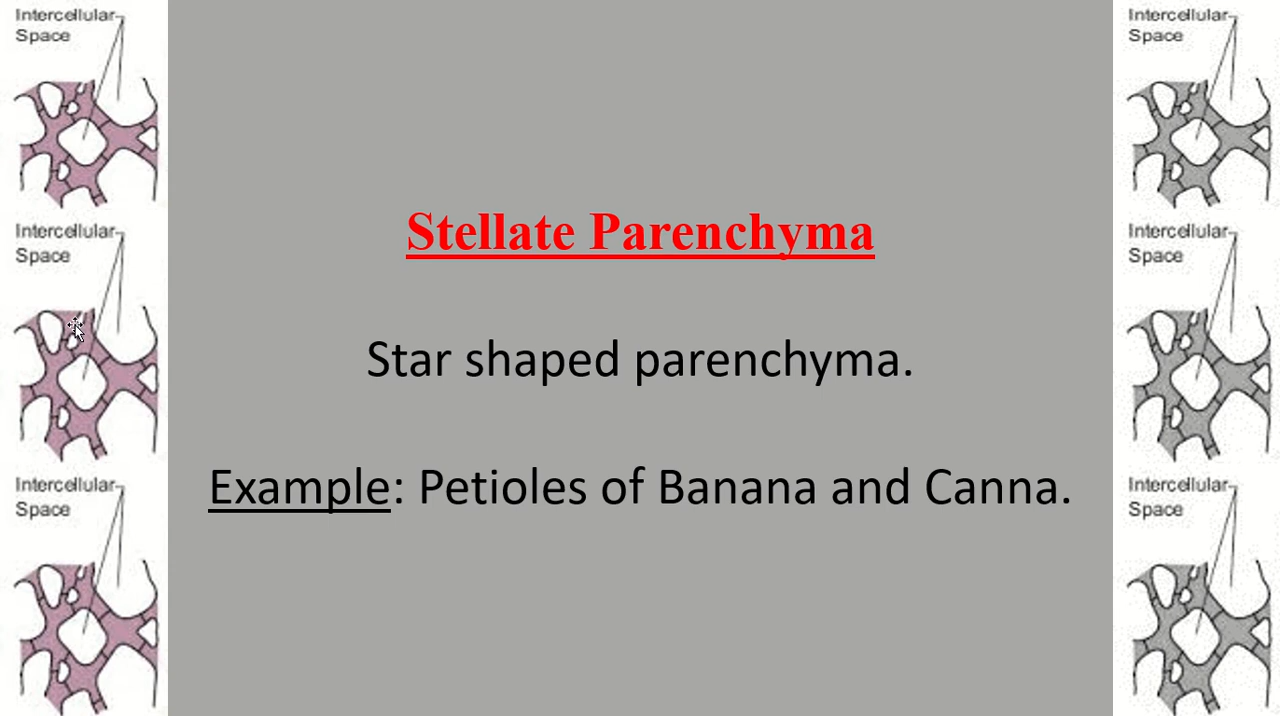 Intercellular
Space
Intercellular
Space
Intercellular
Space
Stellate Parenchyma
Star shaped parenchyma.
Example: Petioles of Banana and Canna.
Intercellular
Space
Intercellular
Space
Intercellular
Space